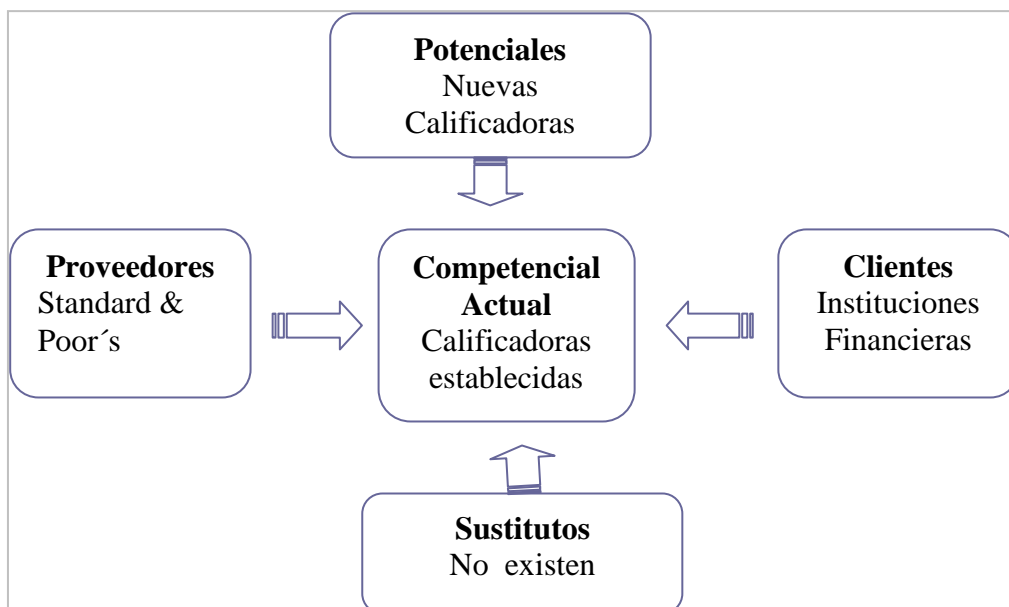 Potenciales
Nuevas
Calificadoras
Proveedores
Standard &
Poor´s
Competencial
Actual
Calificadoras
establecidas
Clientes
Instituciones
Financieras
Sustitutos
No existen